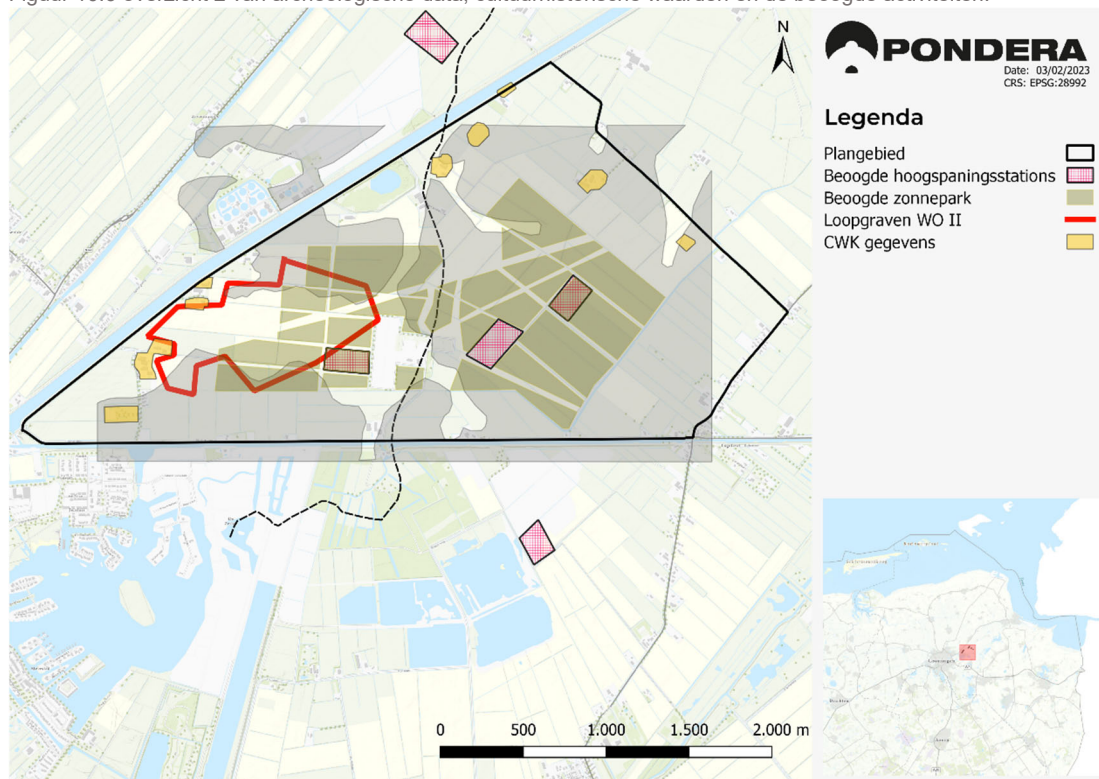 PONDERA
Date: 03/02/2023
CRS: EPSG:28992
N
Legenda
Plangebied
Beoogde hoogspaningsstations
Beoogde zonnepark
Loopgraven WO II
CWK gegevens
0 500 1.000 1.500 2.000 m